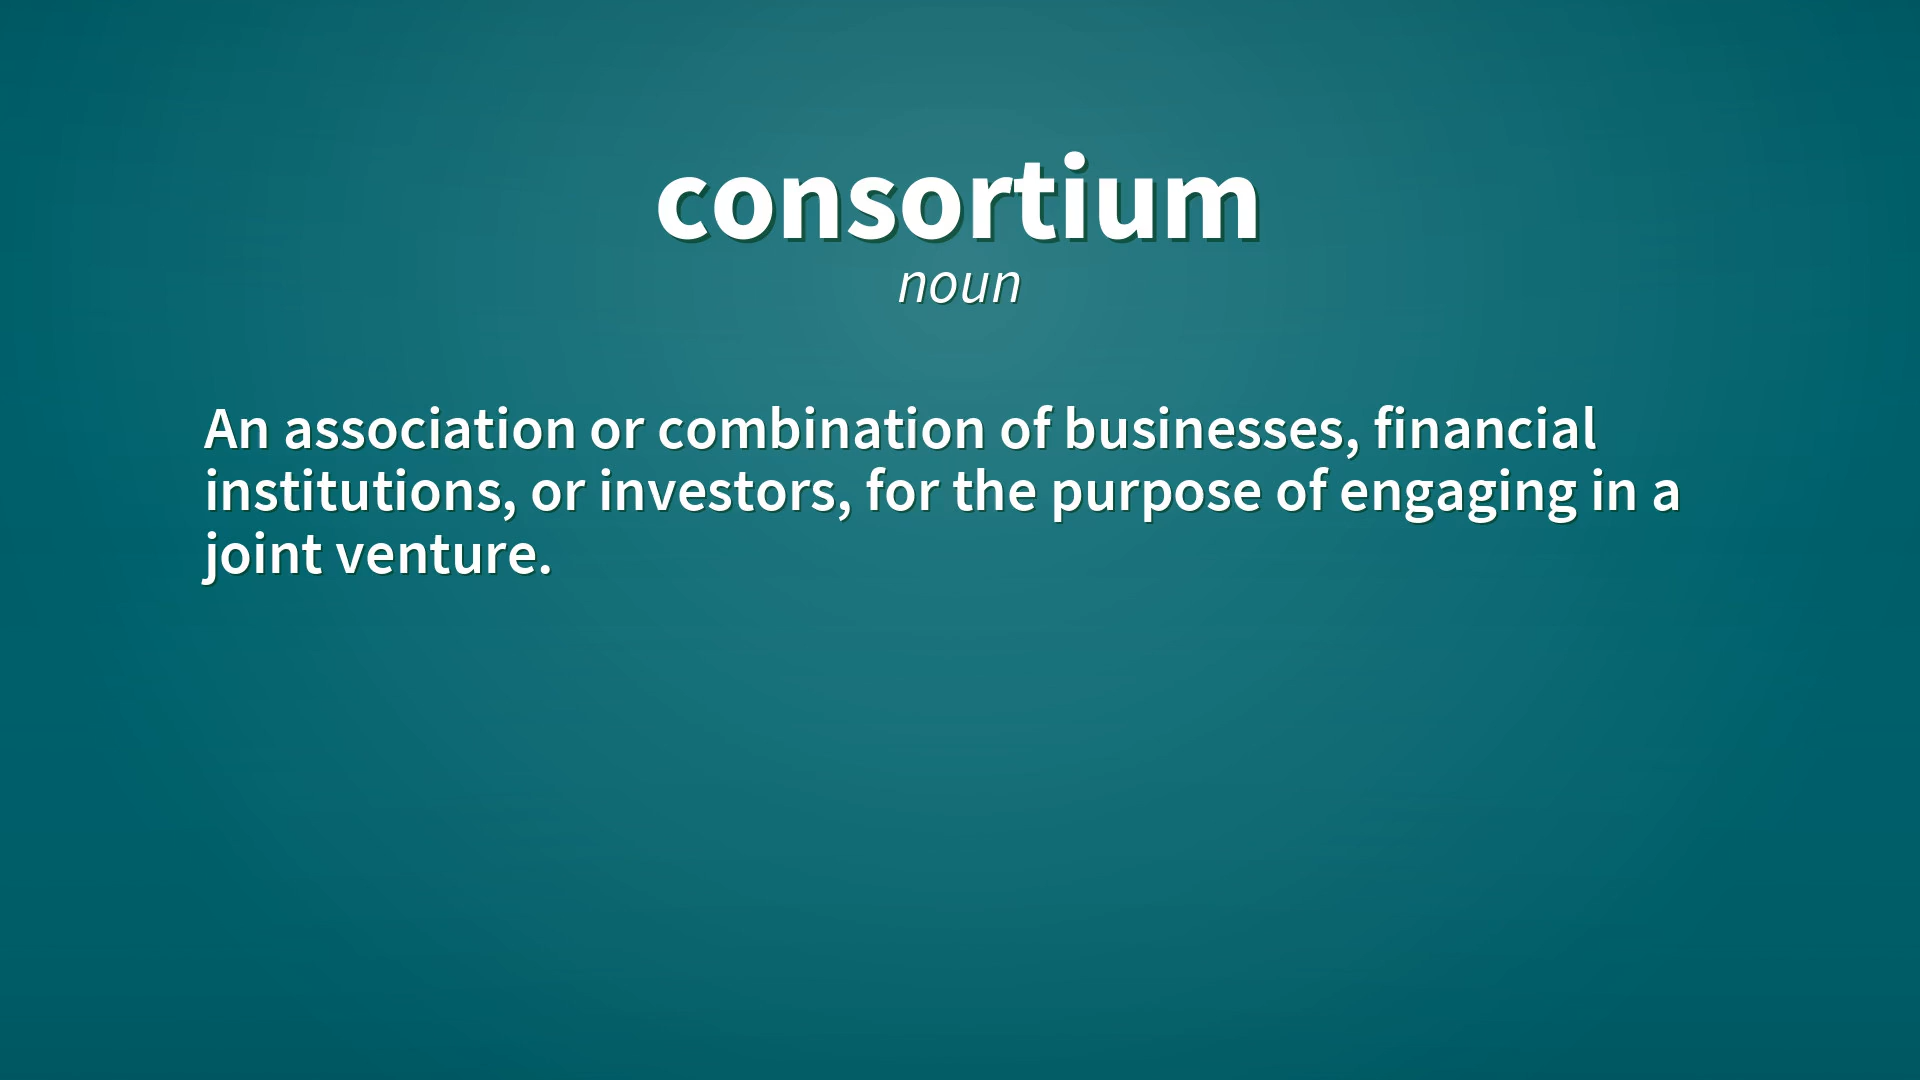 consortium
noun
An association or combination of businesses, financial
institutions, or investors, for the purpose of engaging in a
joint venture.